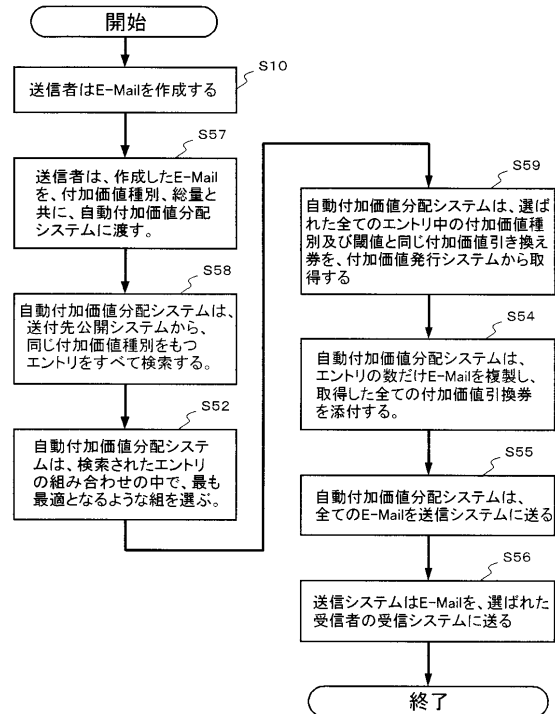 開始
S10
送信者はE-Mailを作成する
S57
送信者は、作成したE-Mail
を、付加価値種別、総量と
共に、自動付加価値分配
システムに渡す。
S58
自動付加価値分配システムは、
送付先公開システムから、
同じ付加価値種別をもつ
エントリをすべて検索する。
S52
自動付加価値分配システ
ムは、検索されたエントリ
の組み合わせの中で、最も
最適となるような組を選ぶ。
S59
自動付加価値分配システムは、選ば
れた全てのエントリ中の付加価値種
別及び閾値と同じ付加価値引き換え
券を、付加価値発行システムから取
得する
S54
自動付加価値分配システムは、
エントリの数だけE-Mailを複製し、
取得した全ての付加価値引換券
を添付する。
S55
自動付加価値分配システムは、
全てのE-Mailを送信システムに送る
S56
送信システムはE-Mailを、選ばれた
受信者の受信システムに送る
終了